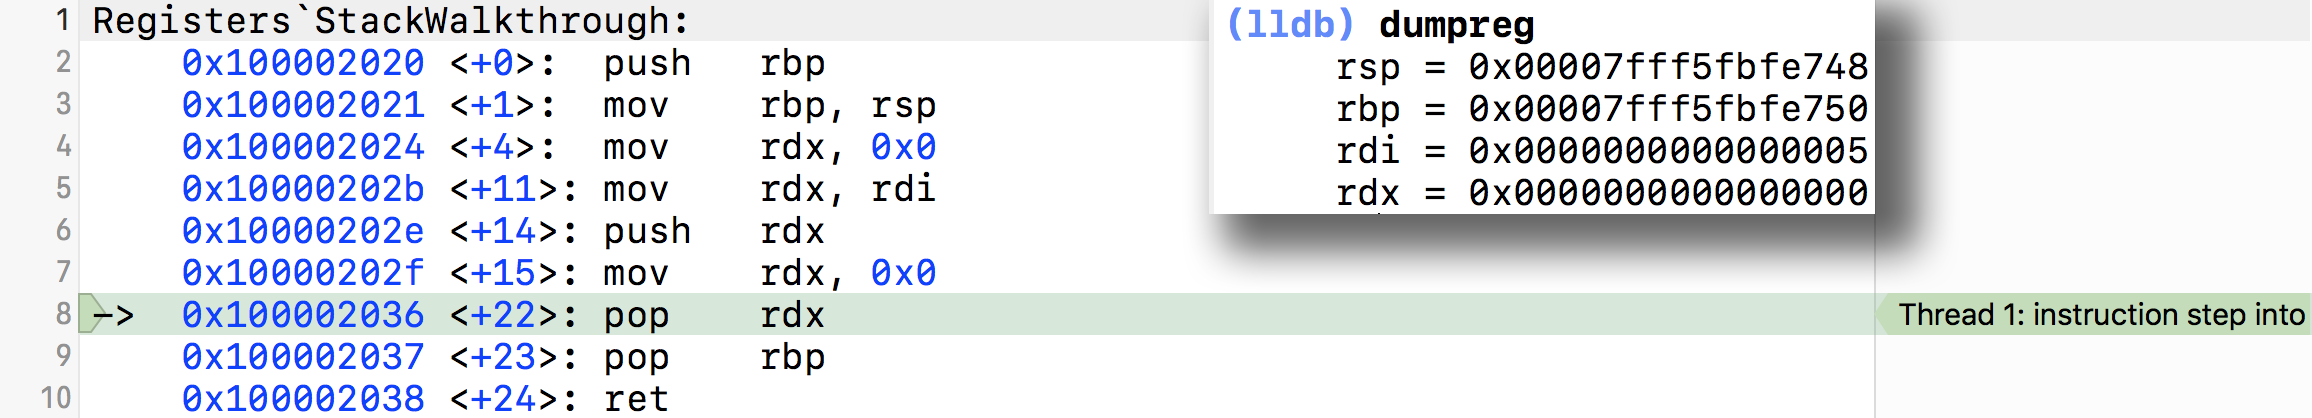 1 Registers`StackWalkthrough:
2 0x100002020 <+0>: push rbp
3 0x100002021 <+1>: mov rbp, rsp
4 0x100002024 <+4>: mov rdx, 0x0
5 0x10000202b <+11>: mov rdx, rdi
6 0x10000202e <+14>: push rdx
7 0x10000202f <+15>: mov rdx, 0x0
8 -> 0x100002036 <+22>: pop rdx
9 0x100002037 <+23>: pop rbp
10 0x100002038 <+24>: ret
(lldb) dumpreg
rsp = 0x00007fff5fbfe748
rbp = 0x00007fff5fbfe750
rdi = 0x0000000000000005
rdx = 0x0000000000000000
Thread 1: instruction step into